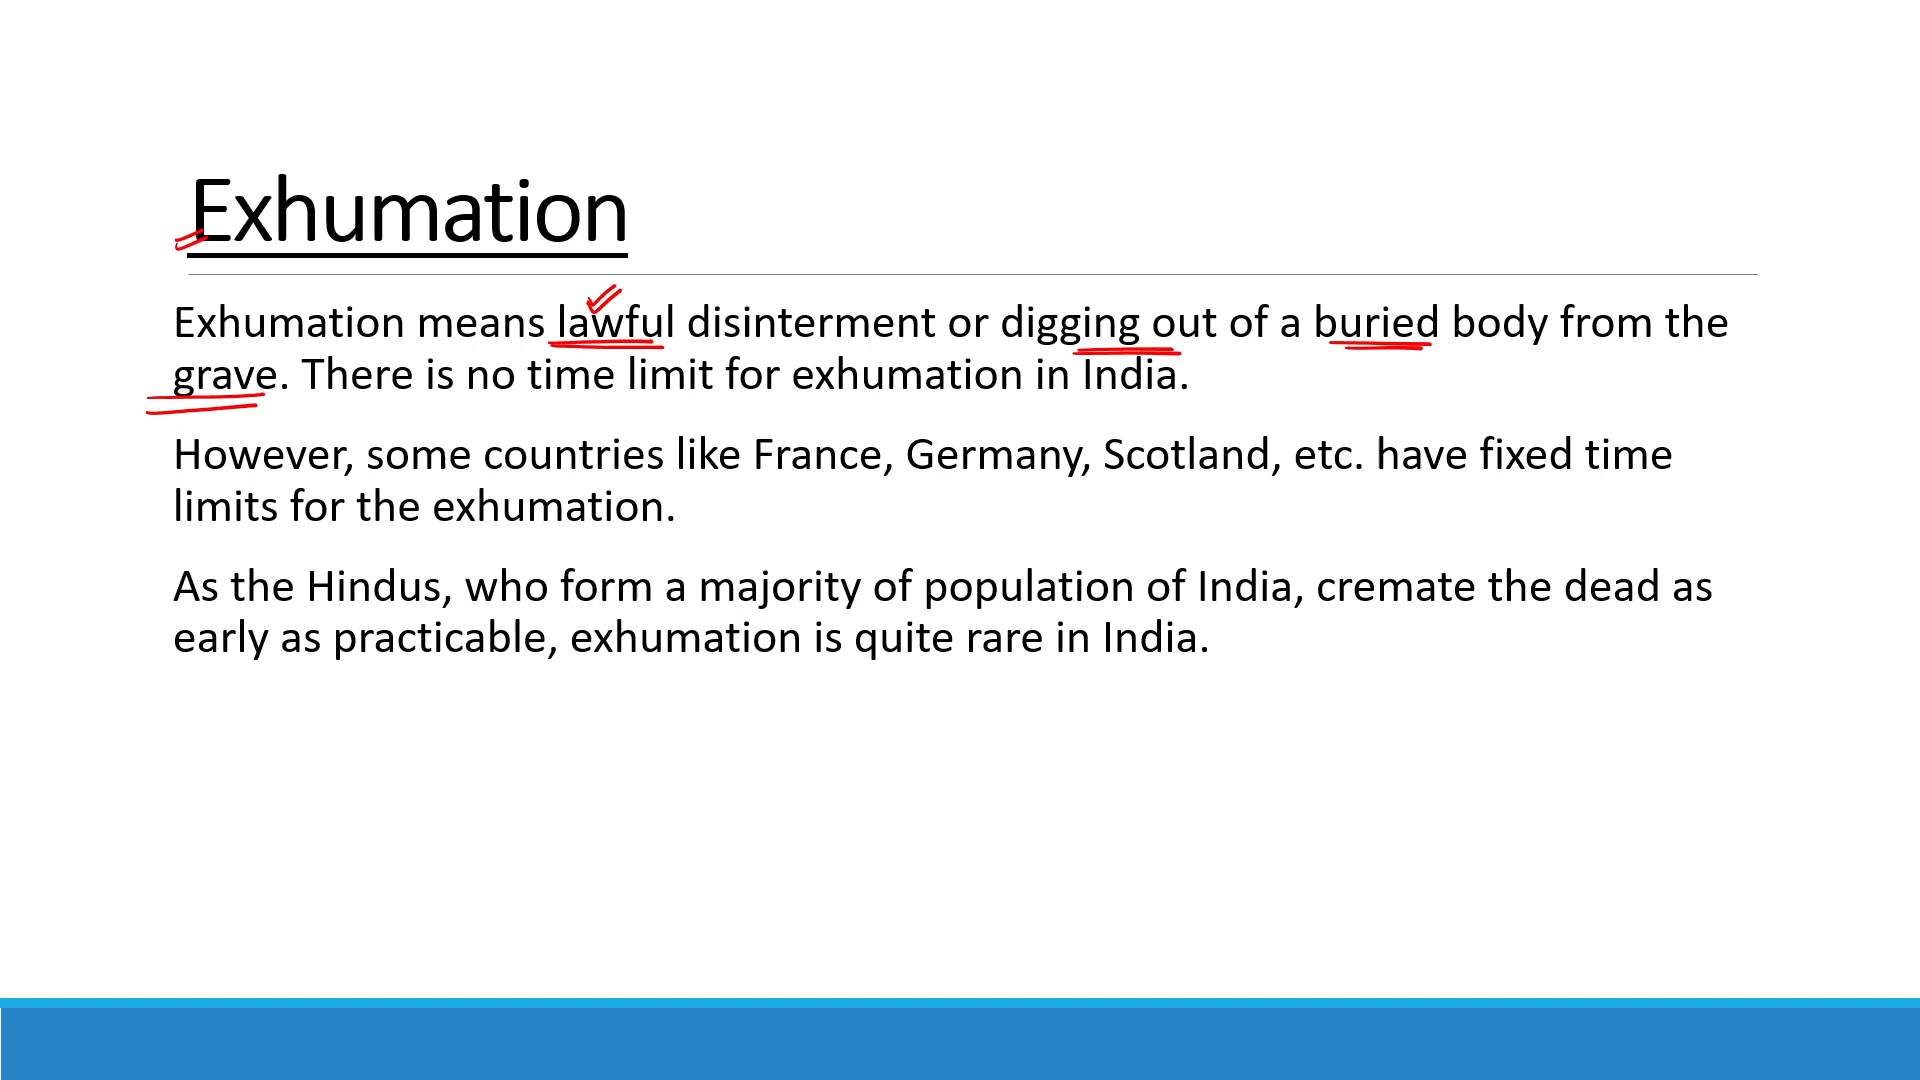 Exhumation
Exhumation means lawful disinterment or digging out of a buried body from the
grave. There is no time limit for exhumation in India.
However, some countries like France, Germany, Scotland, etc. have fixed time
limits for the exhumation.
As the Hindus, who form a majority of population of India, cremate the dead as
early as practicable, exhumation is quite rare in India.